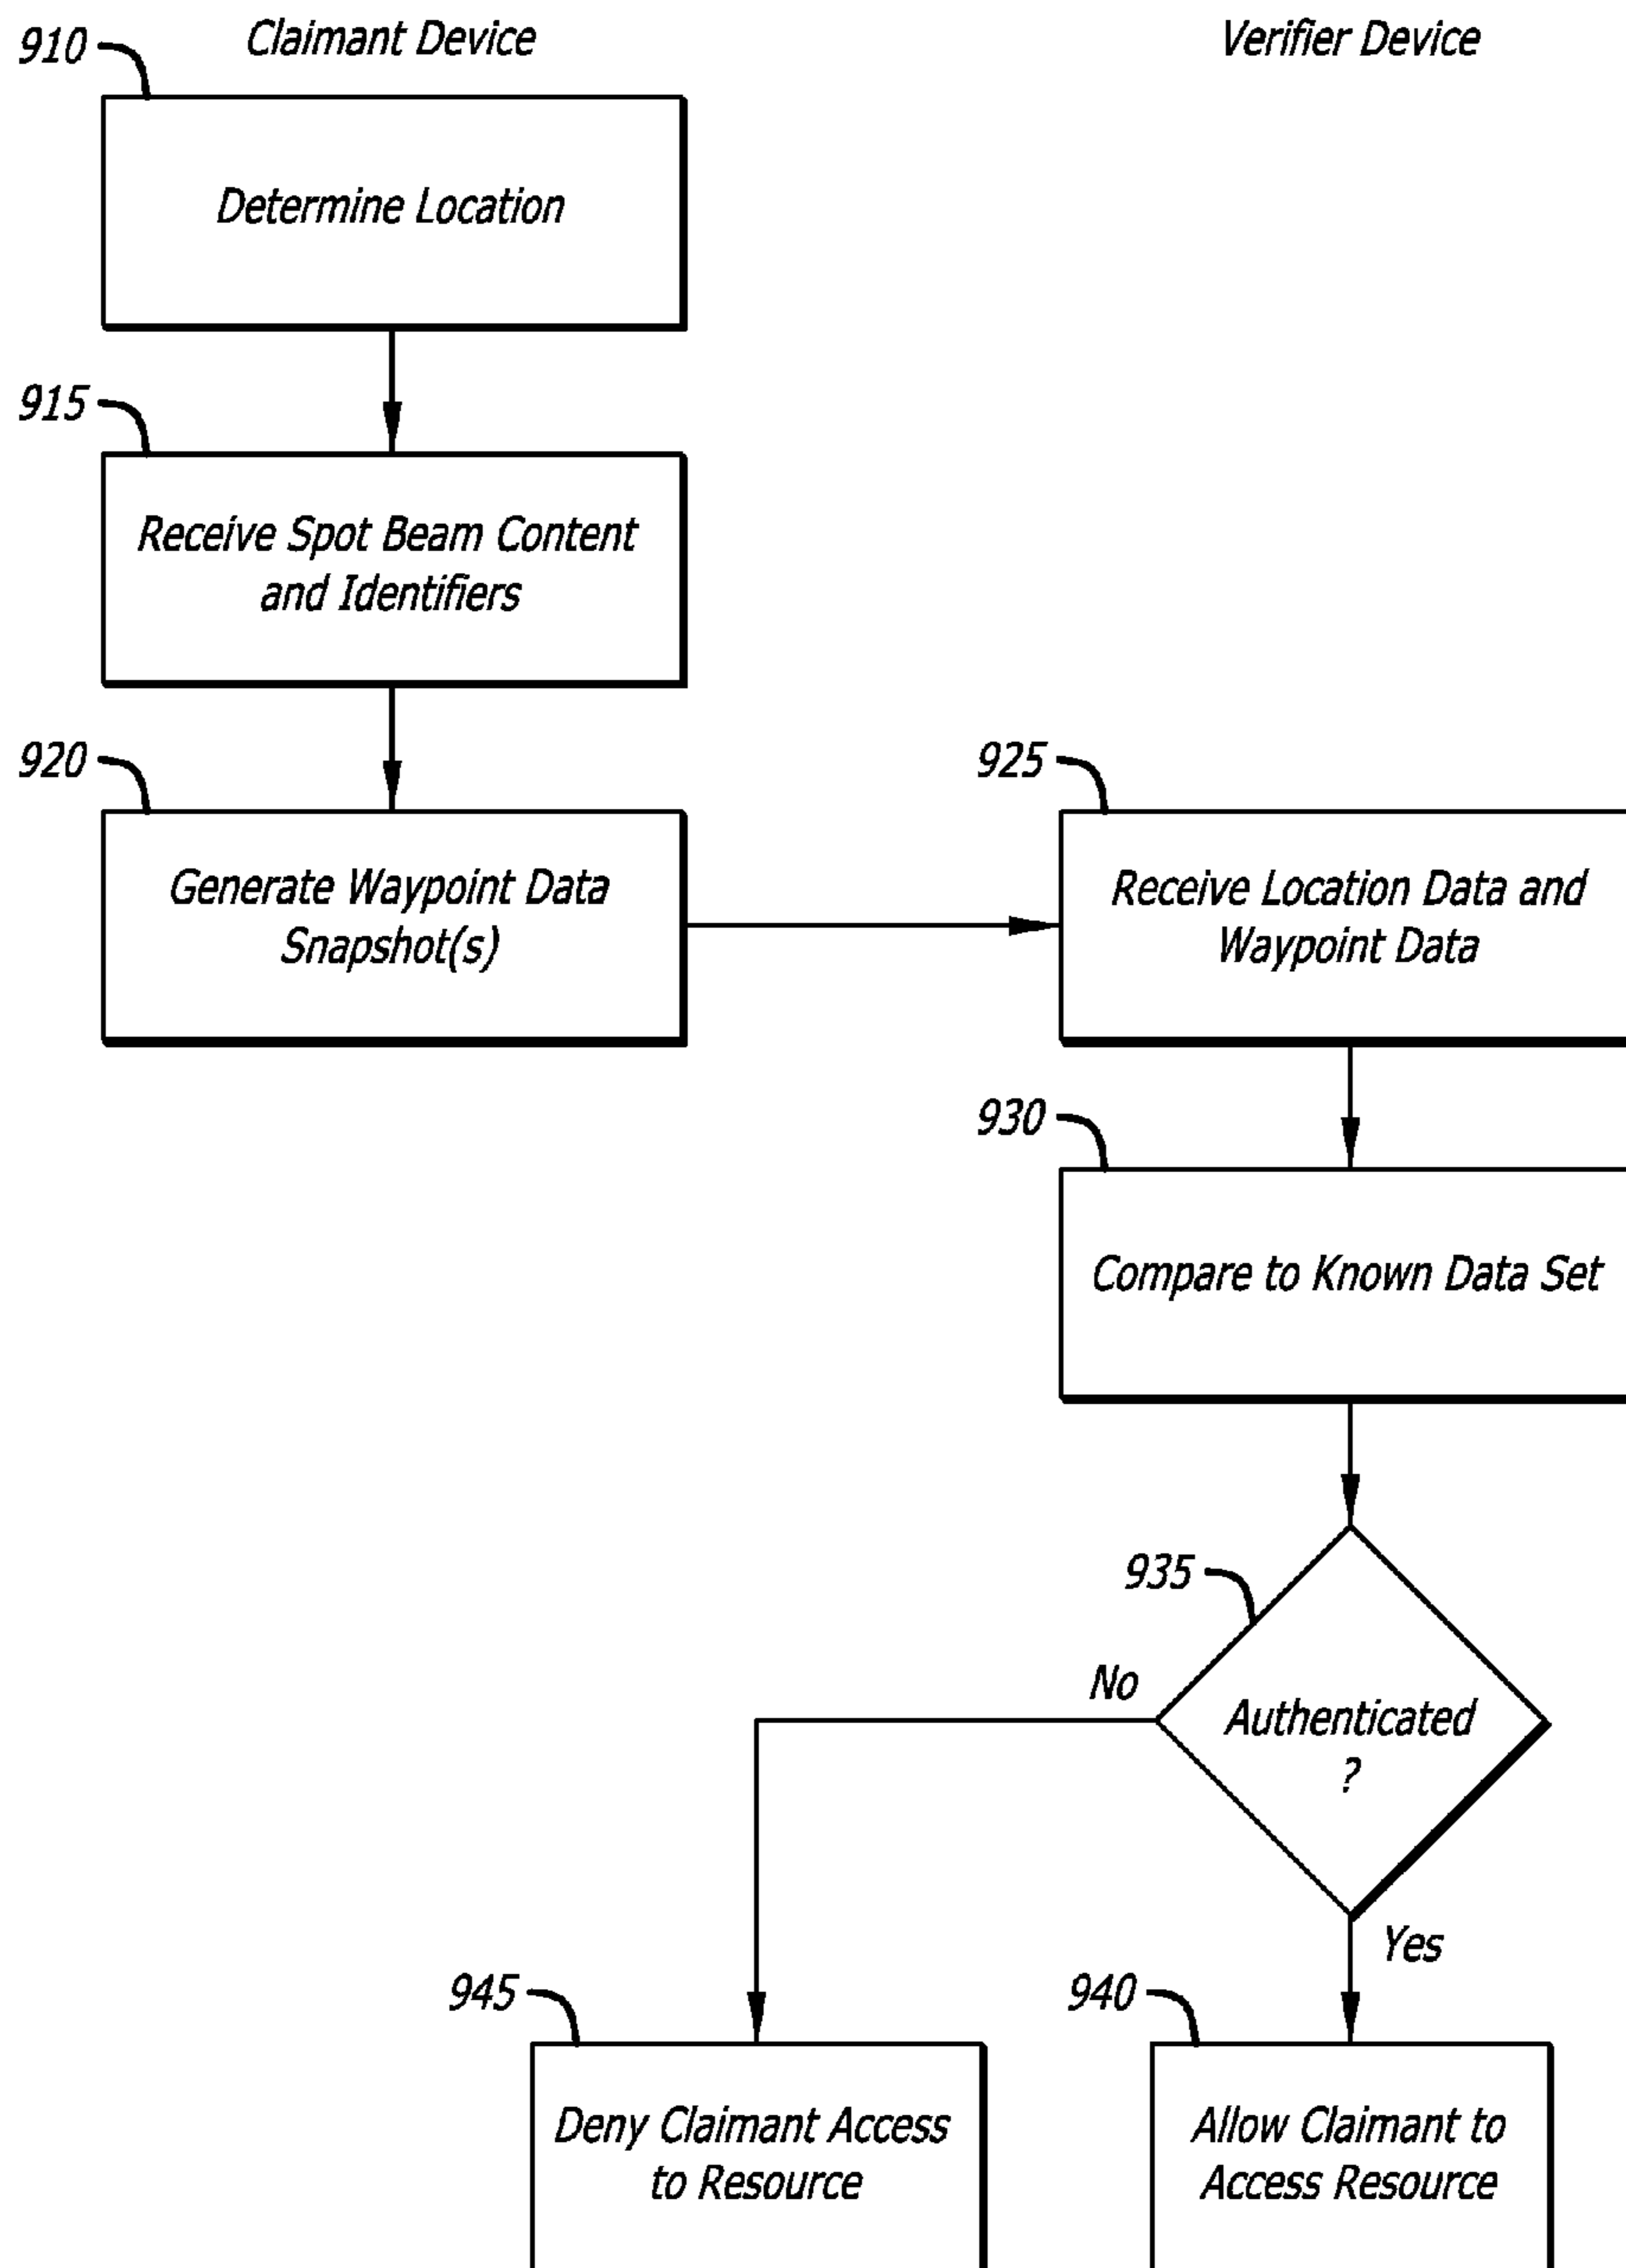 Claimant Device
Verifier Device
910
Determine Location
915
Receive Spot Beam Content
and Identifiers
920
Generate Waypoint Data
Snapshot(s)
925
Receive Location Data and
Waypoint Data
930
Compare to Known Data Set
935
Authenticated
?
No
Yes
945
Deny Claimant Access
to Resource
940
Allow Claimant to
Access Resource